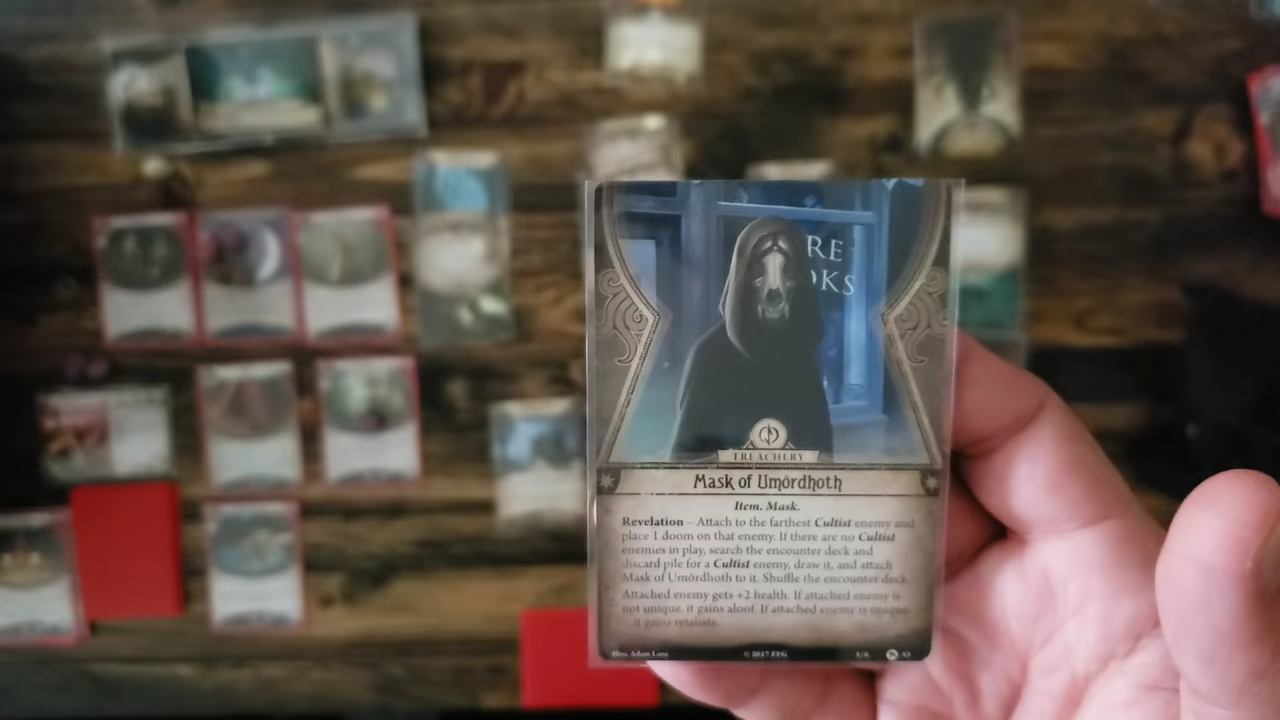 RE
OKS
TREACHERY
Mask of Umôrdhoth
Item. Mask.
Revelation – Attach to the farthest Cultist enemy and
place 1 doom on that enemy. If there are no Cultist
enemies in play, search the encounter deck and
discard pile for a Cultist enemy, draw it, and attach
Mask of Umôrdhoth to it. Shuffle the encounter deck.
Attached enemy gets +2 health. If attached enemy is
not unique, it gains aloof. If attached enemy is unique
it gains retaliate.
Illus. Adam Lane
© 2017 FFG